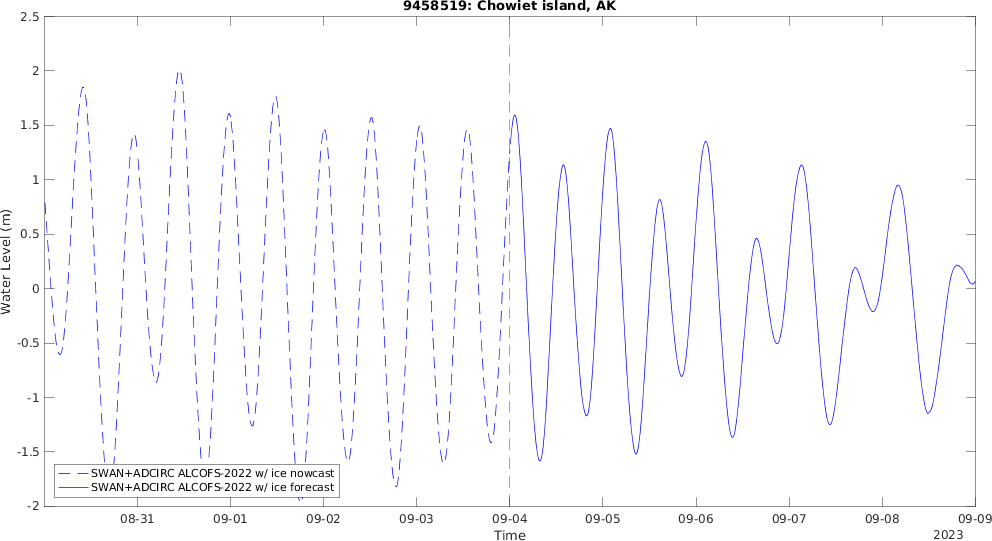 9458519: Chowiet island, AK
2.5
2
1.5
1
0.5
0
-0.5
-1
-1.5
-2
Water Level (m)
SWAN+ADCIRC ALCOFS-2022 w/ ice nowcast
SWAN+ADCIRC ALCOFS-2022 w/ ice forecast
08-31 09-01 09-02 09-03 09-04 09-05 09-06 09-07 09-08 09-09
Time
2023